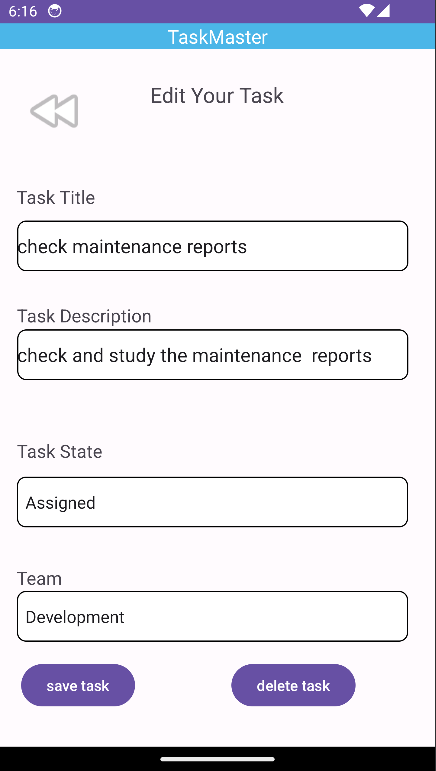 6:16
TaskMaster
Edit Your Task
Task Title
check maintenance reports
Task Description
check and study the maintenance  reports
Task State
Assigned
Team
Development
save task
delete task